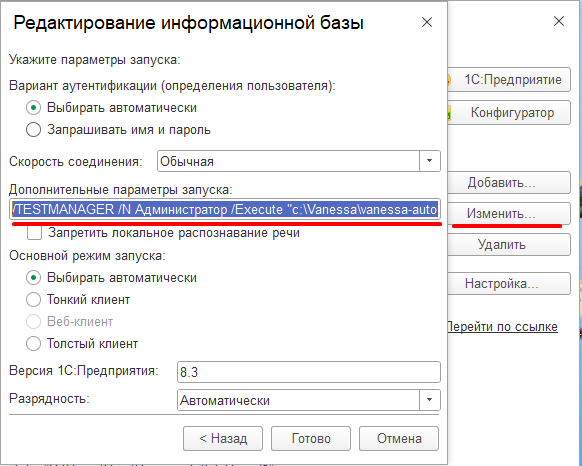 Редактирование информационной базы
Укажите параметры запуска:
Вариант аутентификации (определения пользователя):
Выбирать автоматически
Запрашивать имя и пароль
Скорость соединения:
Обычная
Дополнительные параметры запуска:
/TESTMANAGER /N Администратор /Execute "c:\Vanessa\vanessa-auto
Запретить локальное распознавание речи
Основной режим запуска:
Выбирать автоматически
Тонкий клиент
Веб-клиент
Толстый клиент
Версия 1С:Предприятия:
8.3
Разрядность:
Автоматически
< Назад
Готово
Отмена
1С:Предприятие
Конфигуратор
Добавить...
Изменить...
Удалить
Настройка...
Перейти по ссылке